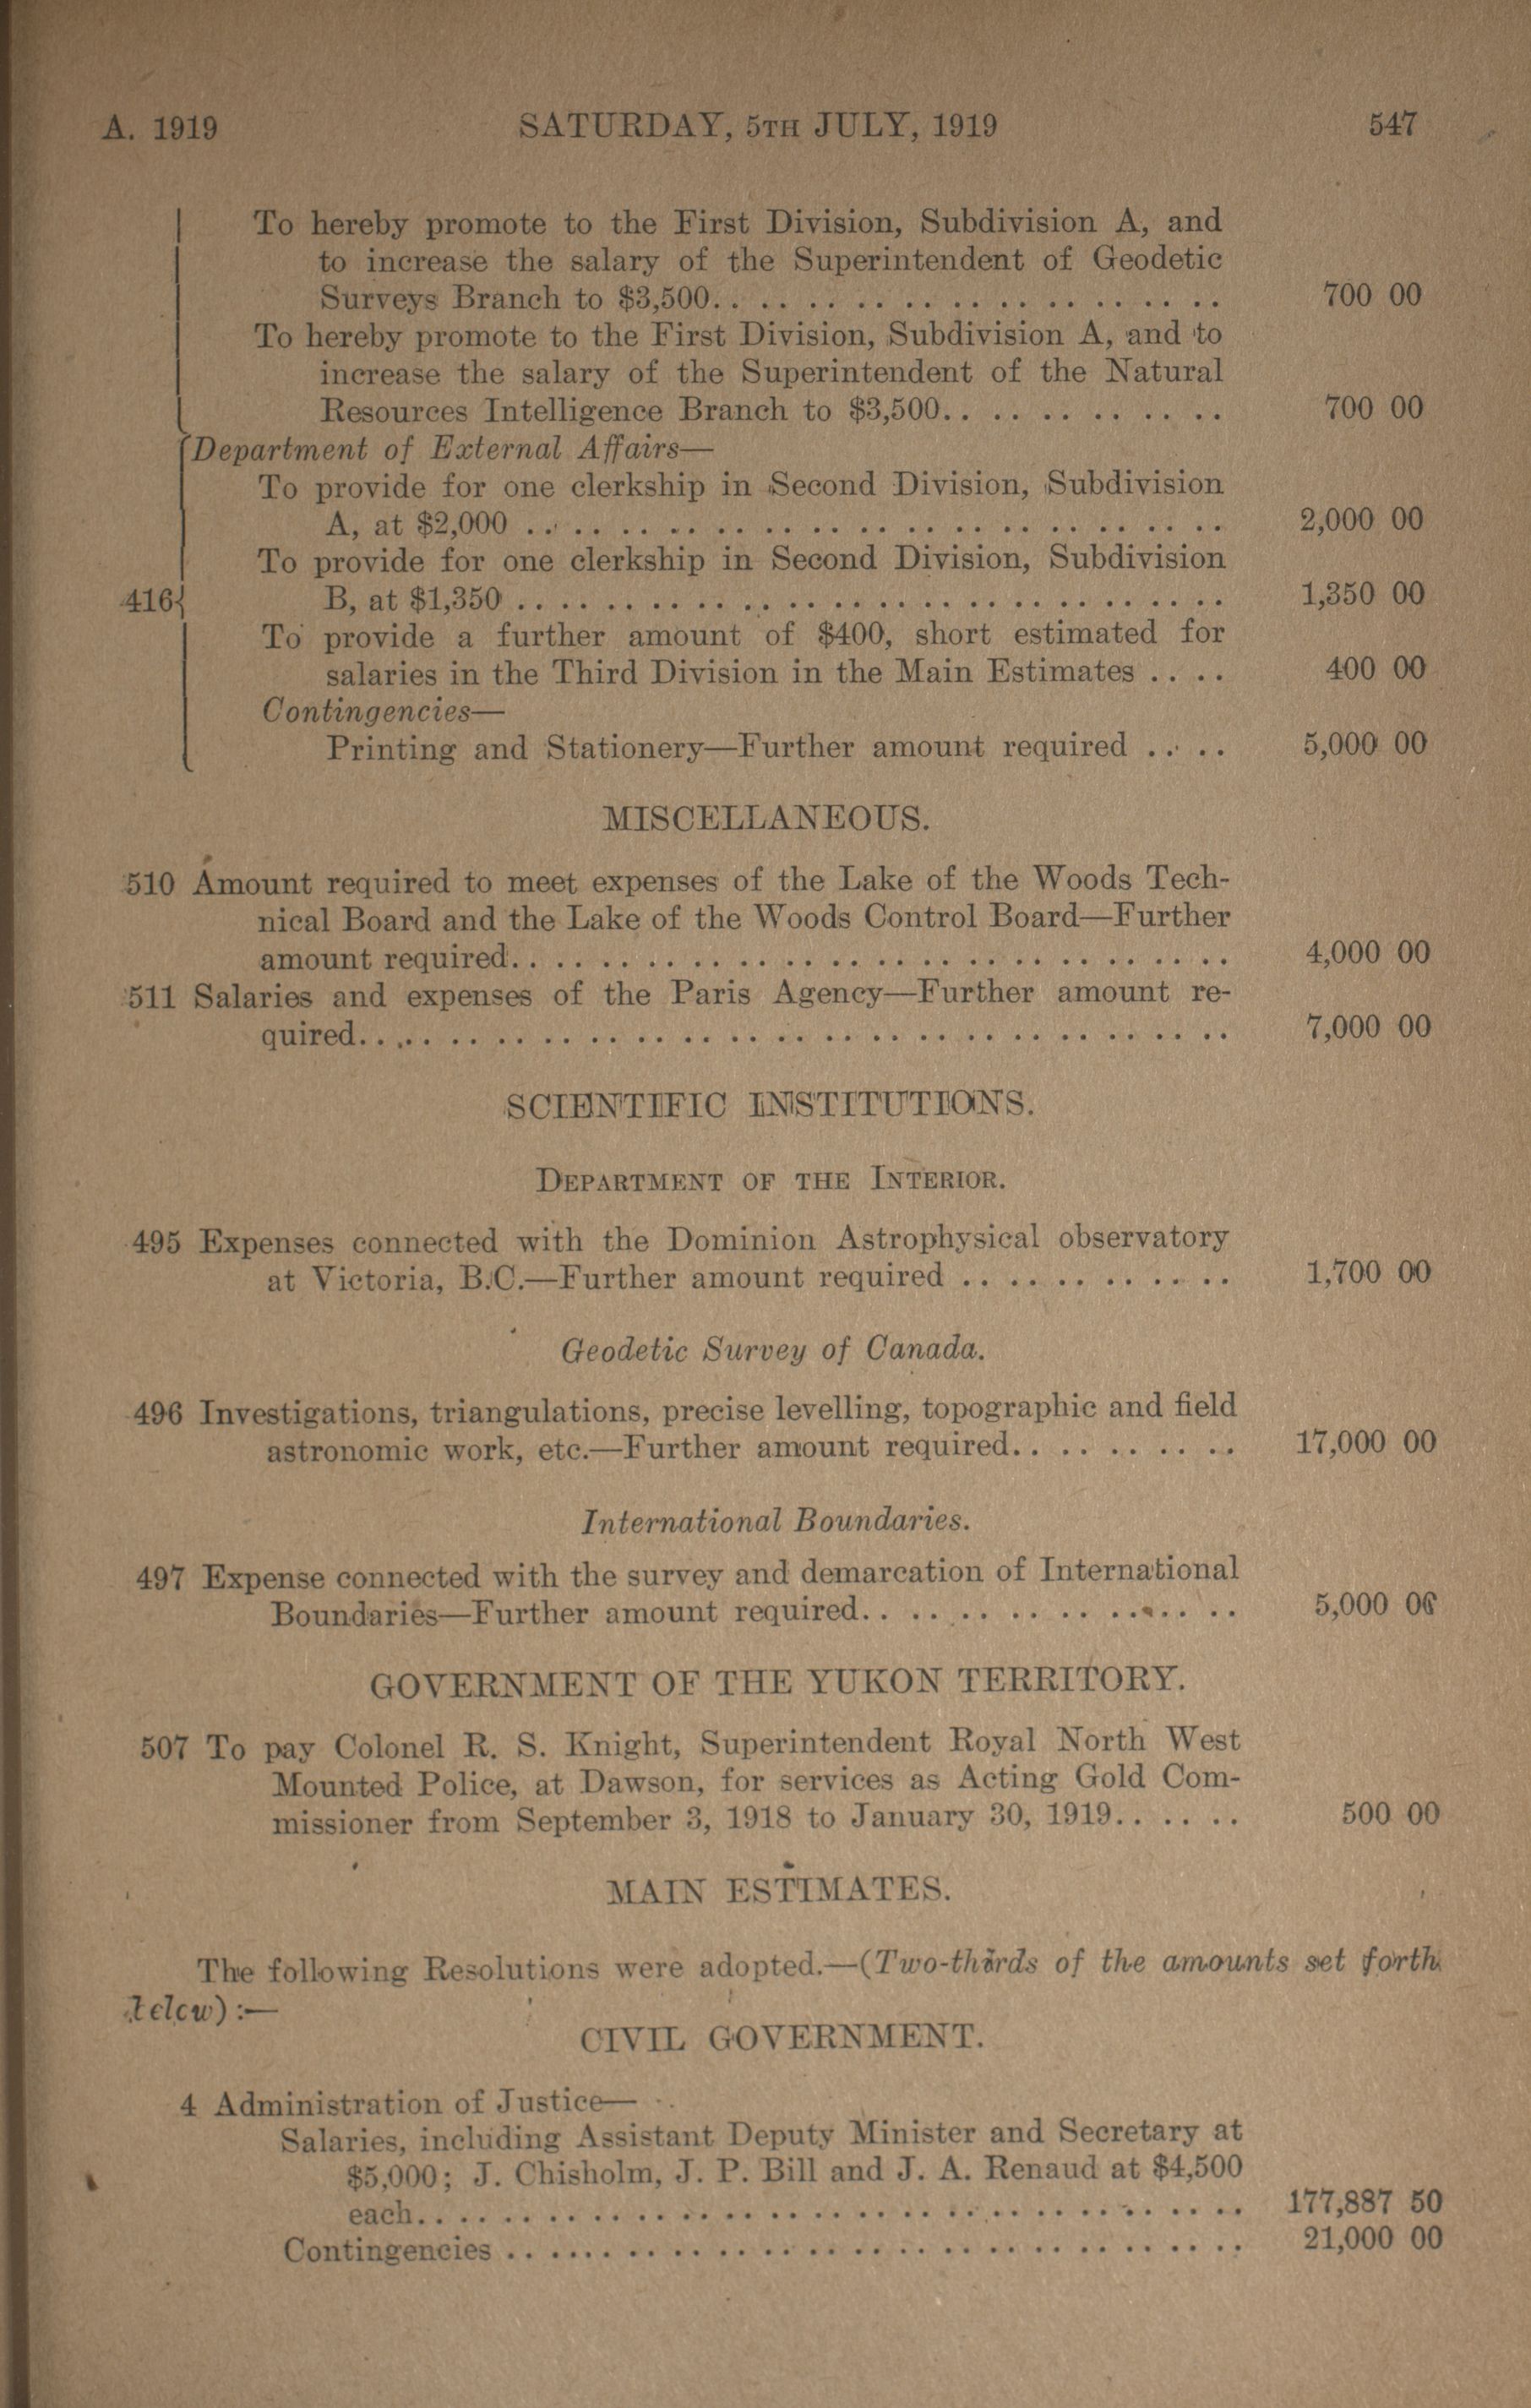 A. 1919 SATURDAY, 5TH JULY, 1919 547
To hereby promote to the First Division, Subdivision A, and
to increase the salary of the Superintendent of Geodetic
Surveys Branch to $3,500. . . . . . . . . . . . . . . . . . . . . . 700 00
To hereby promote to the First Division, Subdivision A, and to
increase the salary of the Superintendent of the Natural
Resources Intelligence Branch to $3,500. . . . . . . . . . . . 700 00
Department of External Affairs—
To provide for one clerkship in Second Division, Subdivision
A, at $2,000 . . . . . . . . . . . . . . . . . . . . . . . . . . . . . . 2,000 00
To provide for one clerkship in Second Division, Subdivision
416{ B, at $1,350 . . . . . . . . . . . . . . . . . . . . . . . . . . . . . . 1,350 00
To provide a further amount of $400, short estimated for
salaries in the Third Division in the Main Estimates . . . . 400 00
Contingencies—
Printing and Stationery—Further amount required . . . . 5,000 00
MISCELLANEOUS.
510 Amount required to meet expenses of the Lake of the Woods Tech-
nical Board and the Lake of the Woods Control Board—Further
amount required. . . . . . . . . . . . . . . . . . . . . . . . . . . . . . . 4,000 00
511 Salaries and expenses of the Paris Agency—Further amount re-
quired. . . . . . . . . . . . . . . . . . . . . . . . . . . . . . . . . . . . . . 7,000 00
SCIENTIFIC INSTITUTIONS.
DEPARTMENT OF THE INTERIOR.
495 Expenses connected with the Dominion Astrophysical observatory
at Victoria, B.C.—Further amount required . . . . . . . . . . . . 1,700 00
Geodetic Survey of Canada.
496 Investigations, triangulations, precise levelling, topographic and field
astronomic work, etc.—Further amount required. . . . . . . . . . 17,000 00
International Boundaries.
497 Expense connected with the survey and demarcation of International
Boundaries—Further amount required. . . . . . . . . . . . . . . . 5,000 00
GOVERNMENT OF THE YUKON TERRITORY.
507 To pay Colonel R. S. Knight, Superintendent Royal North West
Mounted Police, at Dawson, for services as Acting Gold Com-
missioner from September 3, 1918 to January 30, 1919. . . . . . 500 00
MAIN ESTIMATES.
The following Resolutions were adopted.—(Two-thirds of the amounts set forth
below) :—
CIVIL GOVERNMENT.
4 Administration of Justice—
Salaries, including Assistant Deputy Minister and Secretary at
$5,000; J. Chisholm, J. P. Bill and J. A. Renaud at $4,500
each. . . . . . . . . . . . . . . . . . . . . . . . . . . . . . . . . . . . . 177,887 50
Contingencies . . . . . . . . . . . . . . . . . . . . . . . . . . . . . . . . 21,000 00